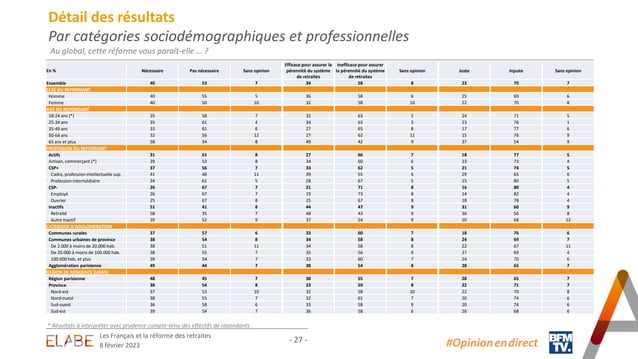 Détail des résultats
Par catégories sociodémographiques et professionnelles
Au global, cette réforme vous paraît-elle ... ?
En % Nécessaire Pas nécessaire Sans opinion Efficace pour assurer la pérennité du système de retraites Inefficace pour assurer la pérennité du système de retraites Sans opinion Juste Injuste Sans opinion
Ensemble 40 53 7 34 58 8 23 70 7
SEXE DU REPONDANT
Homme 40 55 5 36 58 6 25 69 6
Femme 40 50 10 32 58 10 22 70 8
AGE DU REPONDANT
18-24 ans (*) 35 58 7 32 63 5 24 71 5
25-34 ans 35 61 4 34 63 3 23 76 1
35-49 ans 33 61 6 27 65 8 17 77 6
50-64 ans 32 56 12 27 62 11 15 76 9
65 ans et plus 58 34 8 49 42 9 37 54 9
PROFESSION DU REPONDANT
Actifs 31 61 8 27 66 7 18 77 5
Artisan, commerçant (*) 39 53 8 34 60 6 23 73 4
CSP+ 37 56 7 33 62 5 21 74 5
Cadre, profession intellectuelle sup. 41 48 11 39 55 6 29 65 6
Profession intermédiaire 34 61 5 28 67 5 15 80 5
CSP- 26 67 7 21 71 8 16 80 4
Employé 26 67 7 19 73 8 14 82 4
Ouvrier 25 67 8 25 67 8 18 78 4
Inactifs 51 41 8 44 47 9 31 60 9
Retraité 58 35 7 48 43 9 36 56 8
Autre inactif 39 52 9 37 54 9 20 68 12
CATEGORIE D'AGGLOMERATION
Communes rurales 37 57 6 33 60 7 18 76 6
Communes urbaines de province 38 54 8 34 58 8 24 69 7
De 2.000 à moins de 20.000 hab. 38 51 11 34 58 8 22 67 11
De 20.000 à moins de 100.000 hab. 38 55 7 35 56 9 27 69 4
100.000 hab. et plus 39 54 7 33 60 7 24 70 6
Agglomération parisienne 49 44 7 38 54 8 28 65 7
REGION DE RESIDENCE (UDA5)
Région parisienne 48 45 7 38 55 7 28 65 7
Province 38 54 8 33 59 8 22 71 7
Nord-est 37 53 10 32 58 10 22 70 8
Nord-ouest 38 55 7 32 61 7 20 74 6
Sud-ouest 36 58 6 33 58 9 20 74 6
Sud-est 39 54 7 36 58 6 26 68 6
* Résultats à interpréter avec prudence compte-tenu des effectifs de répondants
ELABE
Les Français et la réforme des retraites
8 février 2023
- 27 -
#Opinion en direct
BFM
TV.